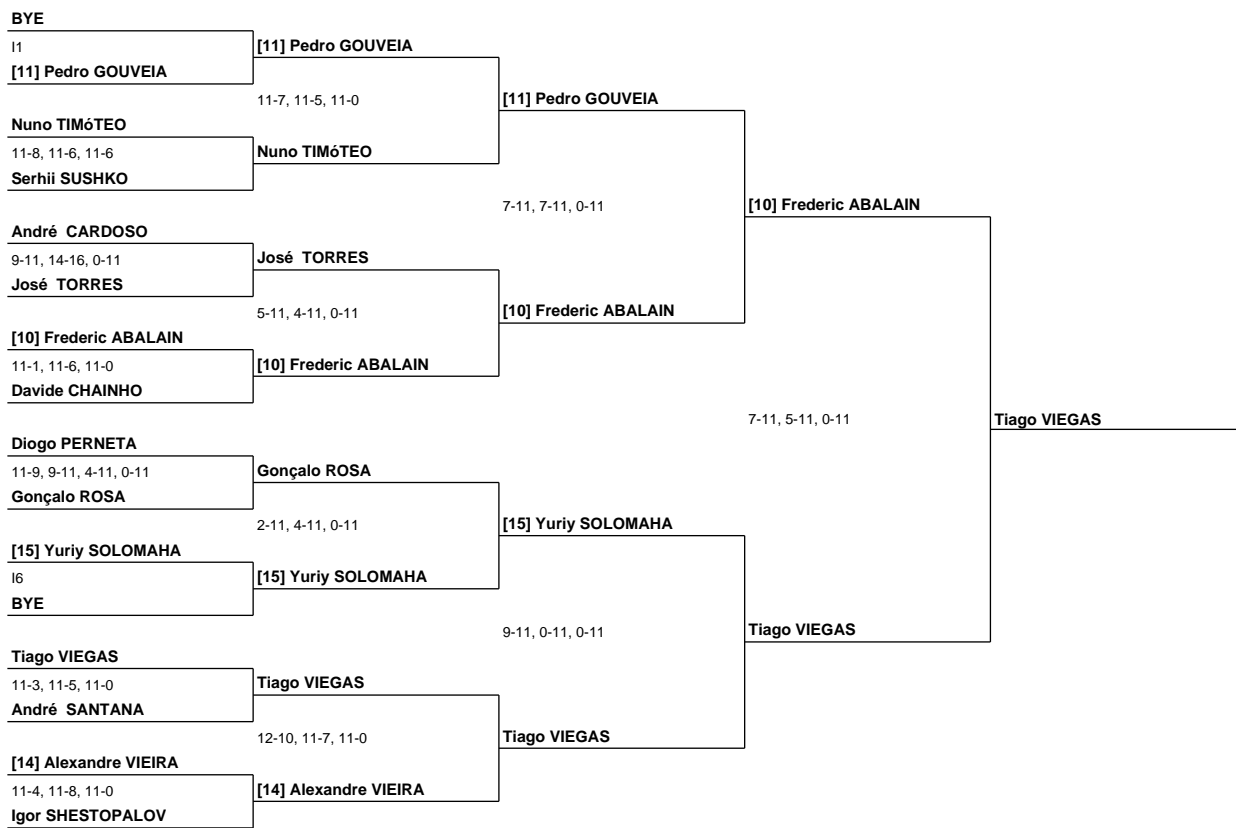 BYE
I1
[11] Pedro GOUVEIA
[11] Pedro GOUVEIA
11-7, 11-5, 11-0
[11] Pedro GOUVEIA
Nuno TIMóTEO
11-8, 11-6, 11-6
Nuno TIMóTEO
Serhii SUSHKO
7-11, 7-11, 0-11
[10] Frederic ABALAIN
André CARDOSO
9-11, 14-16, 0-11
José TORRES
José TORRES
5-11, 4-11, 0-11
[10] Frederic ABALAIN
[10] Frederic ABALAIN
11-1, 11-6, 11-0
[10] Frederic ABALAIN
Davide CHAINHO
7-11, 5-11, 0-11
Tiago VIEGAS
Diogo PERNETA
11-9, 9-11, 4-11, 0-11
Gonçalo ROSA
Gonçalo ROSA
2-11, 4-11, 0-11
[15] Yuriy SOLOMAHA
[15] Yuriy SOLOMAHA
I6
[15] Yuriy SOLOMAHA
BYE
9-11, 0-11, 0-11
Tiago VIEGAS
Tiago VIEGAS
11-3, 11-5, 11-0
Tiago VIEGAS
André SANTANA
12-10, 11-7, 11-0
Tiago VIEGAS
[14] Alexandre VIEIRA
11-4, 11-8, 11-0
[14] Alexandre VIEIRA
Igor SHESTOPALOV